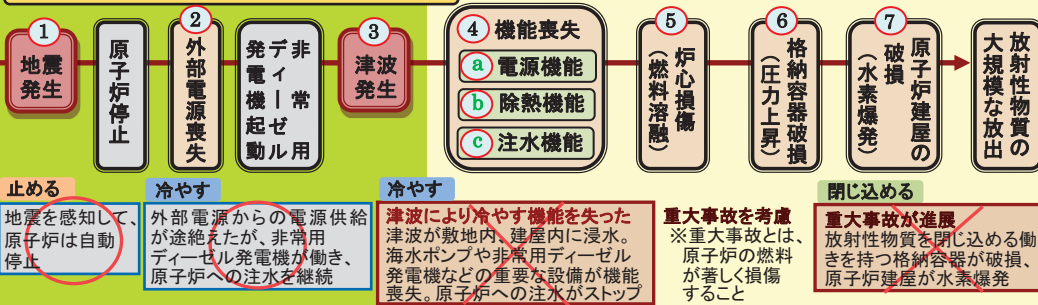 ①
地震
発生
原子炉停止
②
外部電源喪失
非常用
ディーゼル
発電機起動
③
津波
発生
④ 機能喪失
a 電源機能
b 除熱機能
c 注水機能
⑤
炉心損傷
（燃料溶融）
⑥
格納容器破損
（圧力上昇）
⑦
原子炉建屋の
破損
（水素爆発）
放射性物質の
大規模な放出
止める
地震を感知して、
原子炉は自動
停止
冷やす
外部電源からの電源供給
が途絶えたが、非常用
ディーゼル発電機が働き、
原子炉への注水を継続
冷やす
津波により冷やす機能を失った
津波が敷地内、建屋内に浸水。
海水ポンプや非常用ディーゼル
発電機などの重要な設備が機能
喪失。原子炉への注水がストップ
重大事故を考慮
※重大事故とは、
原子炉の燃料
が著しく損傷
すること
閉じ込める
重大事故が進展
放射性物質を閉じ込める働
きを持つ格納容器が破損、
原子炉建屋が水素爆発